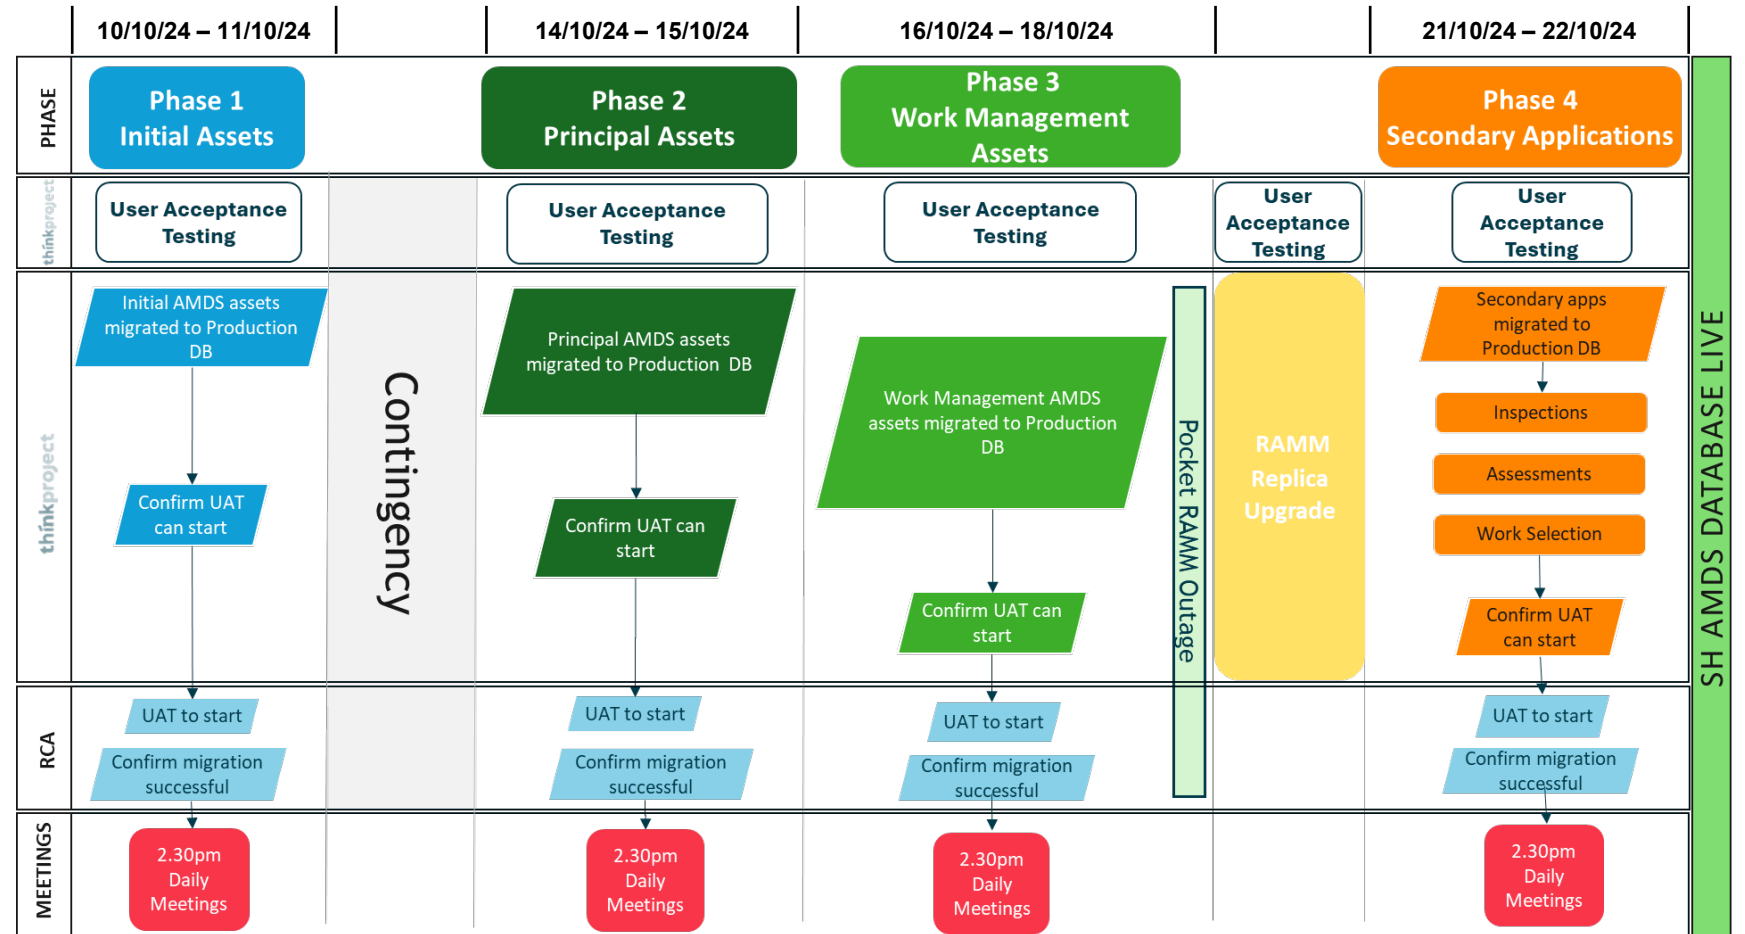 10/10/24 – 11/10/24
14/10/24 – 15/10/24
16/10/24 – 18/10/24
21/10/24 – 22/10/24
PHASE
Phase 1
Initial Assets
Phase 2
Principal Assets
Phase 3
Work Management
Assets
Phase 4
Secondary Applications
thinkproject
User Acceptance
Testing
User Acceptance
Testing
User Acceptance
Testing
User
Acceptance
Testing
User
Acceptance
Testing
thinkproject
Initial AMDS assets
migrated to Production
DB
Confirm UAT
can start
Contingency
Principal AMDS assets
migrated to Production DB
Confirm UAT can
start
Work Management AMDS
assets migrated to Production
DB
Confirm UAT can
start
Pocket RAMM Outage
RAMM
Replica
Upgrade
Secondary apps
migrated to
Production DB
Inspections
Assessments
Work Selection
Confirm UAT
can start
RCA
UAT to start
Confirm migration
successful
UAT to start
Confirm migration
successful
UAT to start
Confirm migration
successful
UAT to start
Confirm migration
successful
MEETINGS
2.30pm
Daily
Meetings
2.30pm
Daily
Meetings
2.30pm
Daily
Meetings
2.30pm
Daily
Meetings
SH AMDS DATABASE LIVE